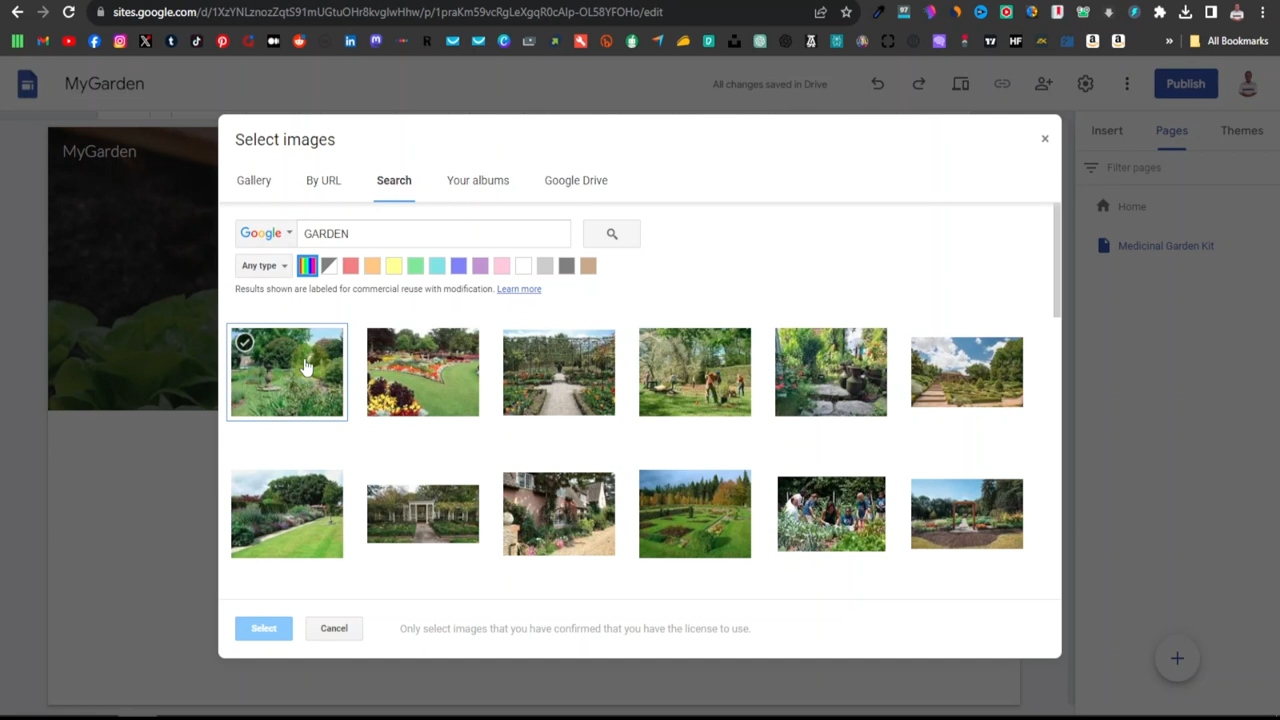 sites.google.com/d/1XzYNLznozZqtS91mUGtuOHr8kvglwHhw/p/1praKm59vcRgLeXgqR0cAlp-OL58YFOHo/edit
All Bookmarks
MyGarden
All changes saved in Drive
Publish
MyGarden
Insert
Pages
Themes
Filter pages
Home
Medicinal Garden Kit
Select images
×
Gallery
By URL
Search
Your albums
Google Drive
Google
GARDEN
Any type
Results shown are labeled for commercial reuse with modification. Learn more
Select
Cancel
Only select images that you have confirmed that you have the license to use.